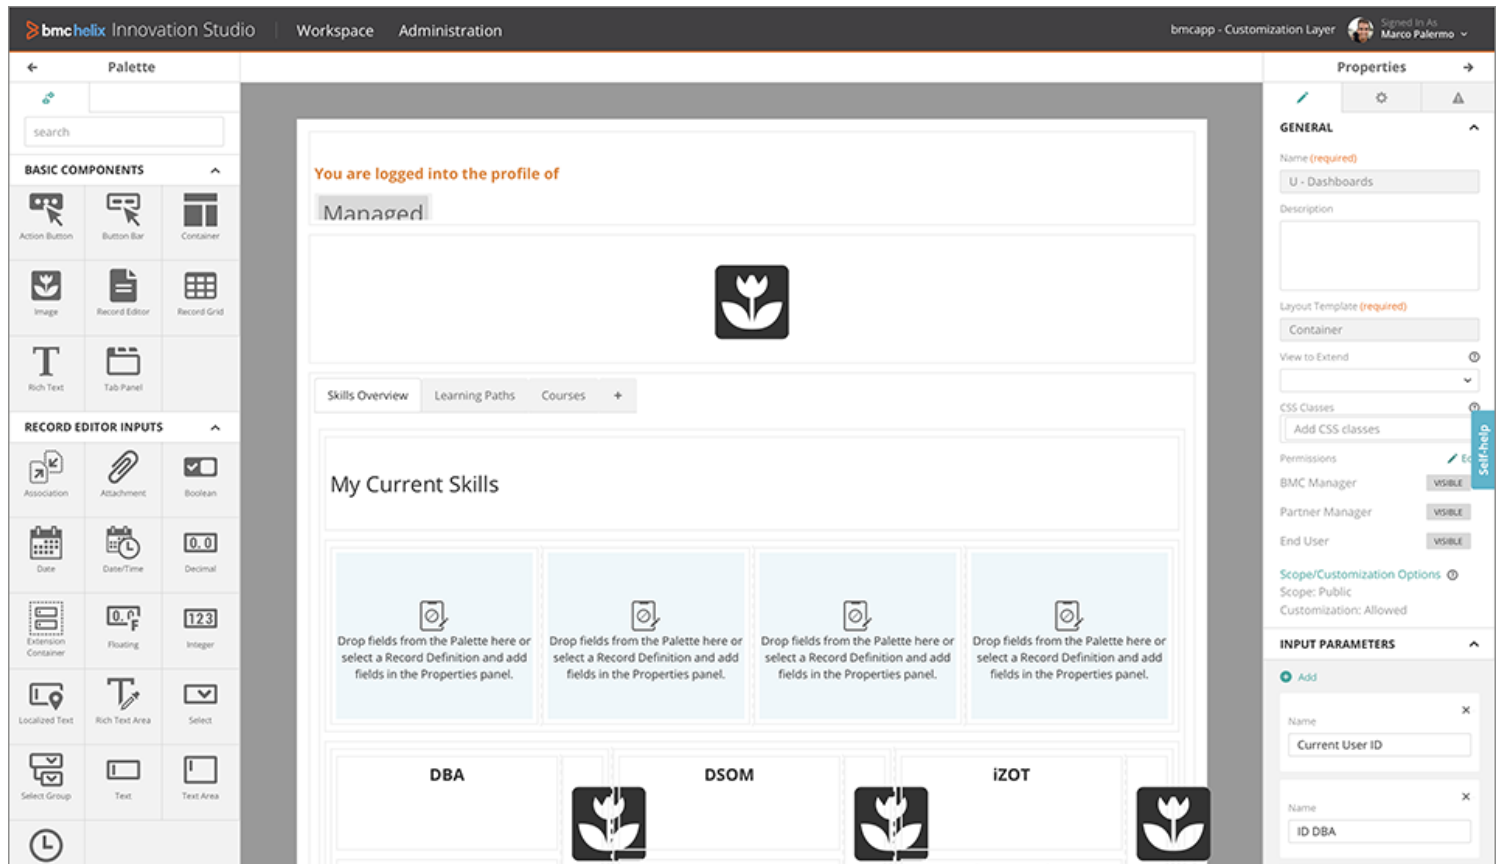 bmc helix Innovation Studio
Workspace
Administration
bmcapp - Customization Layer
Signed In As
Marco Palermo
Palette
search
BASIC COMPONENTS
Action Button
Button Bar
Container
Image
Record Editor
Record Grid
Rich Text
Tab Panel
RECORD EDITOR INPUTS
Association
Attachment
Boolean
Date
Date/Time
0.0
Decimal
Extension
Container
Floating
123
Integer
Localized Text
Rich Text Area
Select
Select Group
Text
Text Area
You are logged into the profile of
Managed
Skills Overview
Learning Paths
Courses
+
My Current Skills
Drop fields from the Palette here or
select a Record Definition and add
fields in the Properties panel.
Drop fields from the Palette here or
select a Record Definition and add
fields in the Properties panel.
Drop fields from the Palette here or
select a Record Definition and add
fields in the Properties panel.
Drop fields from the Palette here or
select a Record Definition and add
fields in the Properties panel.
DBA
DSOM
iZOT
Properties
GENERAL
Name (required)
U - Dashboards
Description
Layout Template (required)
Container
View to Extend
CSS Classes
Add CSS classes
Self-help
Permissions
BMC Manager
VISIBLE
Partner Manager
VISIBLE
End User
VISIBLE
Scope/Customization Options
Scope: Public
Customization: Allowed
INPUT PARAMETERS
Add
Name
Current User ID
Name
ID DBA